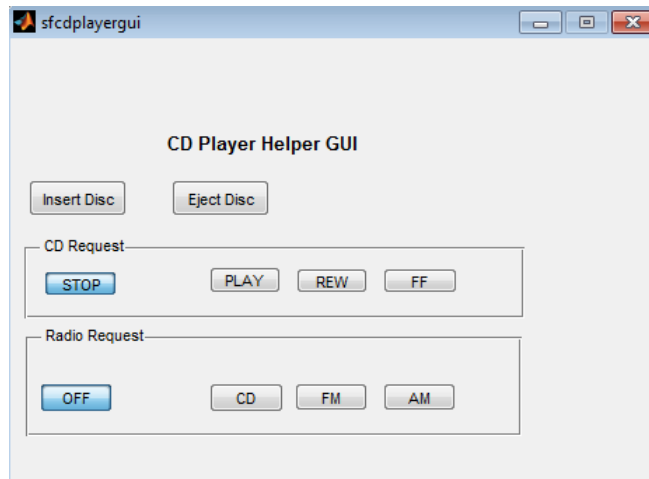 sfcdplayergui
CD Player Helper GUI
Insert Disc Eject Disc
CD Request
STOP PLAY REW FF
Radio Request
OFF CD FM AM